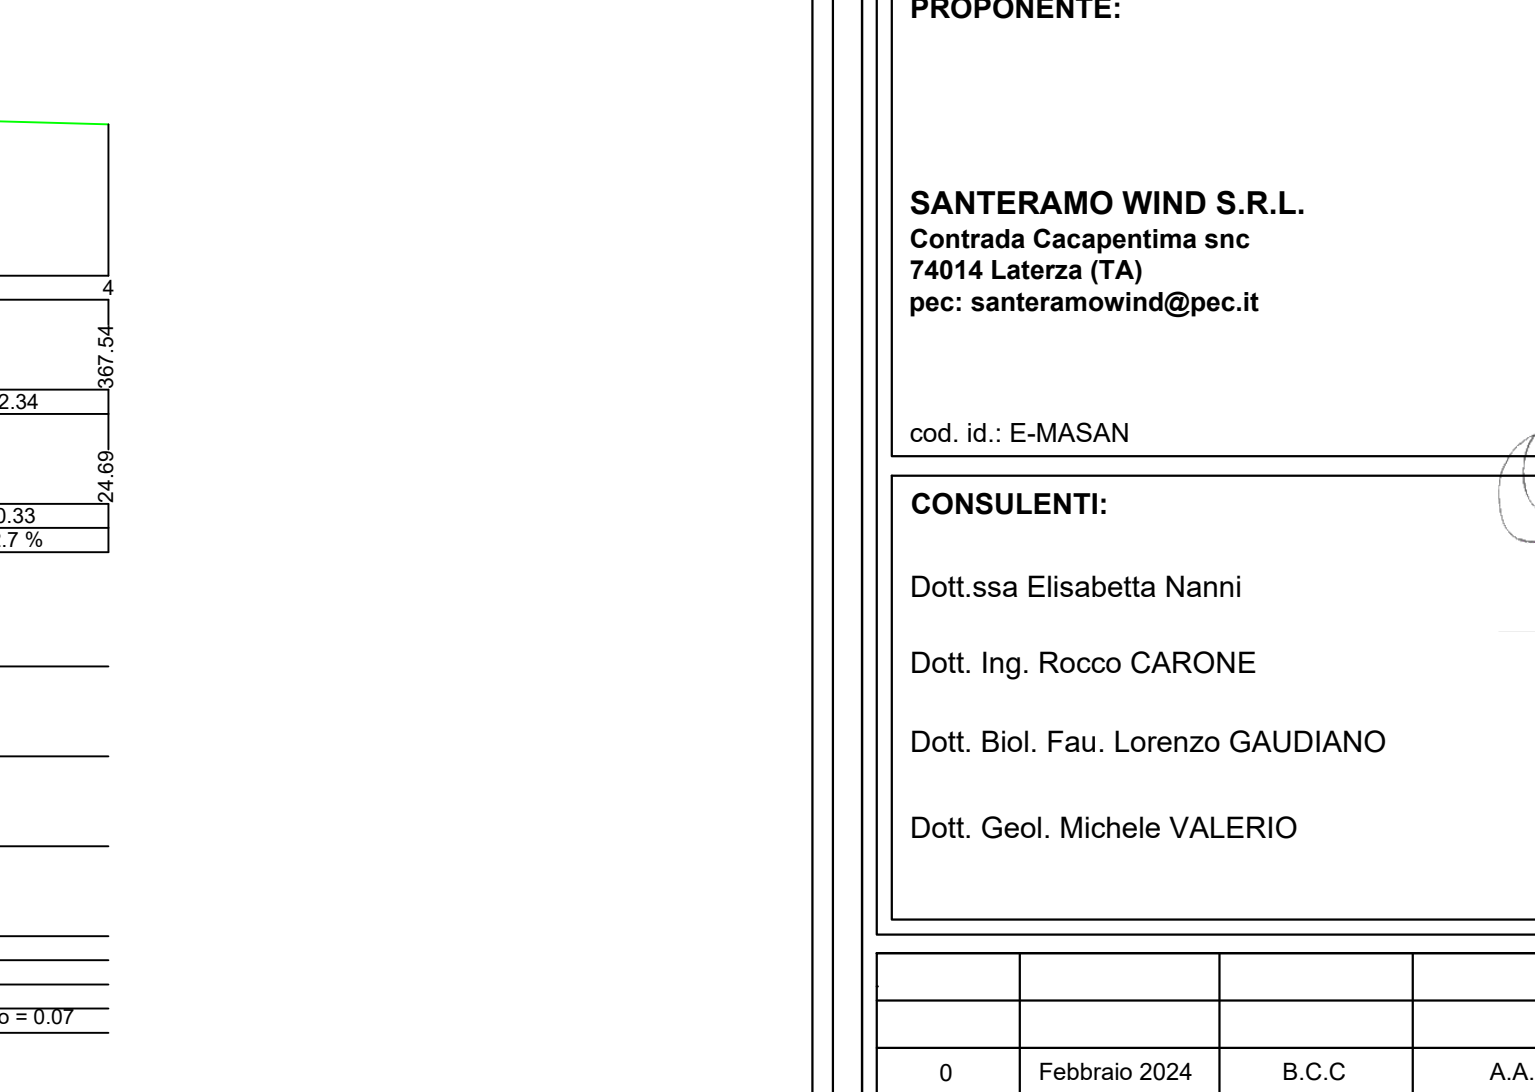 4
367.54
2.34
24.69
0.33
.7 %
o = 0.07
PROPONENTE:
SANTERAMO WIND S.R.L.
Contrada Cacapentima snc
74014 Laterza (TA)
pec: santeramowind@pec.it
cod. id.: E-MASAN
CONSULENTI:
Dott.ssa Elisabetta Nanni
Dott. Ing. Rocco CARONE
Dott. Biol. Fau. Lorenzo GAUDIANO
Dott. Geol. Michele VALERIO
0 Febbraio 2024 B.C.C A.A.